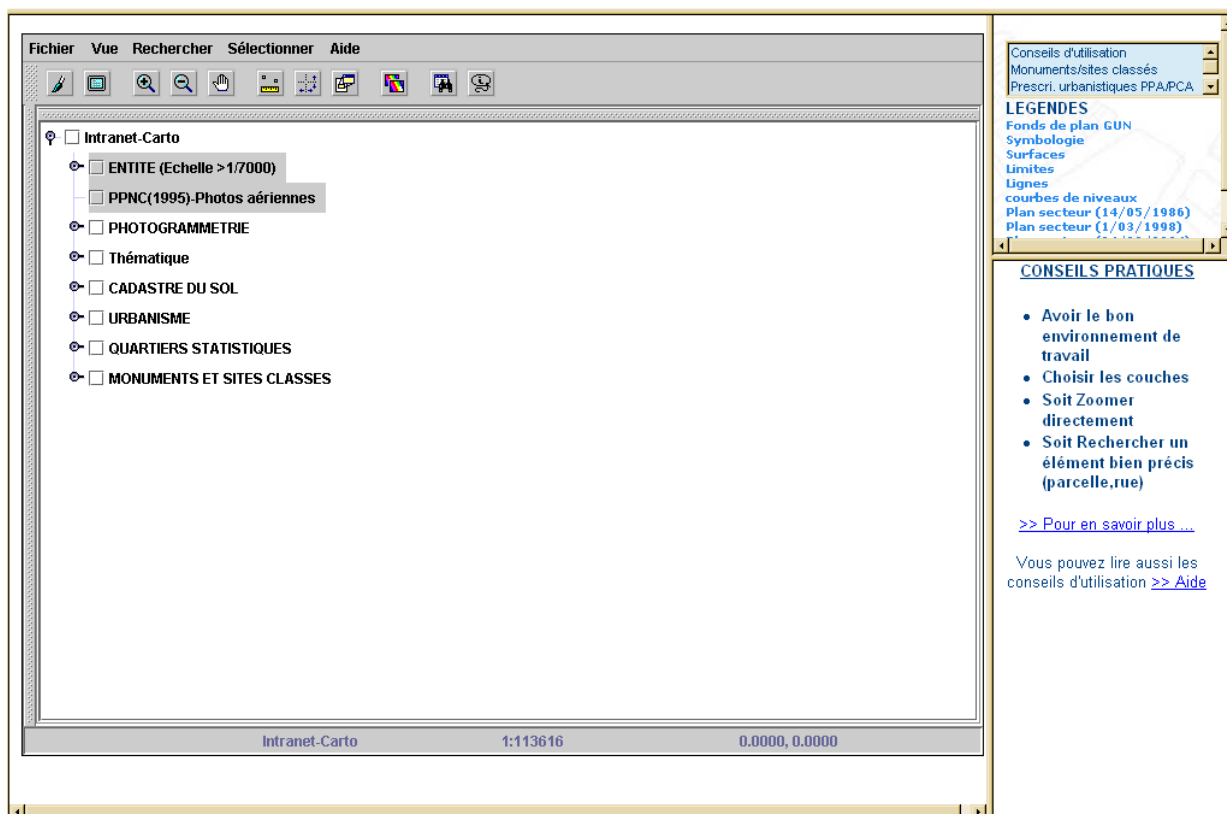 Fichier Vue Rechercher Sélectionner Aide
Intranet-Carto
ENTITE (Echelle >1/7000)
PPNC(1995)-Photos aériennes
PHOTOGRAMMETRIE
Thématique
CADASTRE DU SOL
URBANISME
QUARTIERS STATISTIQUES
MONUMENTS ET SITES CLASSES
Intranet-Carto 1:113616 0.0000, 0.0000
Conseils d'utilisation
Monuments/sites classés
Prescri. urbanistiques PPA/PCA
LEGENDES
Fonds de plan GUN
Symbologie
Surfaces
Limites
Lignes
courbes de niveaux
Plan secteur (14/05/1986)
Plan secteur (1/03/1998)
CONSEILS PRATIQUES
• Avoir le bon
environnement de
travail
• Choisir les couches
• Soit Zoomer
directement
• Soit Rechercher un
élément bien précis
(parcelle,rue)
>> Pour en savoir plus ...
Vous pouvez lire aussi les
conseils d'utilisation >> Aide